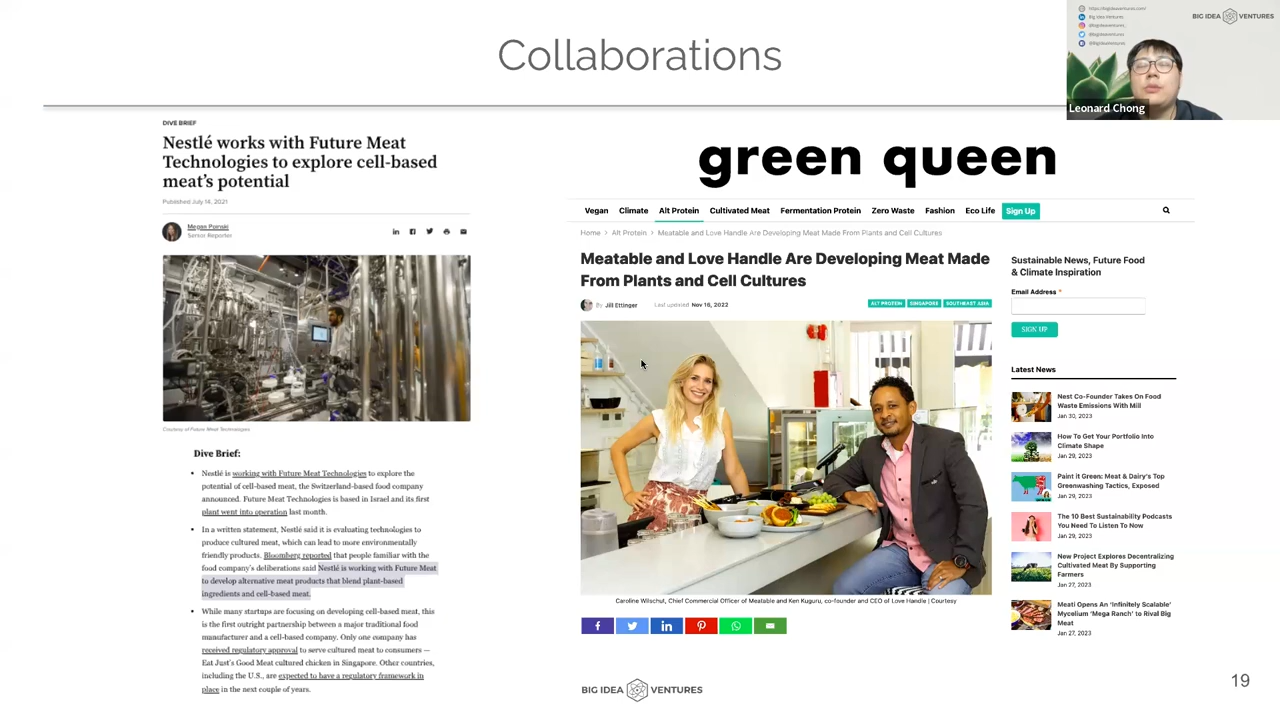 Collaborations
https://bigideaventures.com/
Big Idea Ventures
@bigideaventures_
@bigideaventures
@BigIdeaVentures
BIG IDEA VENTURES
Leonard Chong
DIVE BRIEF
Nestlé works with Future Meat
Technologies to explore cell-based
meat's potential
Published July 14, 2021
Megan Poinski
Senior Reporter
Courtesy of Future Meat Technologies
Dive Brief:
Nestlé is working with Future Meat Technologies to explore the
potential of cell-based meat, the Switzerland-based food company
announced. Future Meat Technologies is based in Israel and its first
plant went into operation last month.
In a written statement, Nestlé said it is evaluating technologies to
produce cultured meat, which can lead to more environmentally
friendly products. Bloomberg reported that people familiar with the
food company's deliberations said Nestlé is working with Future Meat
to develop alternative meat products that blend plant-based
ingredients and cell-based meat.
While many startups are focusing on developing cell-based meat, this
is the first outright partnership between a major traditional food
manufacturer and a cell-based company. Only one company has
received regulatory approval to serve cultured meat to consumers —
Eat Just's Good Meat cultured chicken in Singapore. Other countries,
including the U.S., are expected to have a regulatory framework in
place in the next couple of years.
green queen
Vegan Climate Alt Protein Cultivated Meat Fermentation Protein Zero Waste Fashion Eco Life Sign Up
Home > Alt Protein > Meatable and Love Handle Are Developing Meat Made From Plants and Cell Cultures
Meatable and Love Handle Are Developing Meat Made
From Plants and Cell Cultures
By Jill Ettinger Last updated Nov 16, 2022
ALT PROTEIN SINGAPORE SOUTHEAST ASIA
Caroline Wilschut, Chief Commercial Officer of Meatable and Ken Kuguru, co-founder and CEO of Love Handle | Courtesy
Sustainable News, Future Food
& Climate Inspiration
Email Address *
SIGN UP
Latest News
Nest Co-Founder Takes On Food
Waste Emissions With Mill
Jan 30, 2023
How To Get Your Portfolio Into
Climate Shape
Jan 29, 2023
Paint It Green: Meat & Dairy's Top
Greenwashing Tactics, Exposed
Jan 29, 2023
The 10 Best Sustainability Podcasts
You Need To Listen To Now
Jan 29, 2023
New Project Explores Decentralizing
Cultivated Meat By Supporting
Farmers
Jan 27, 2023
Meati Opens An 'Infinitely Scalable'
Mycelium 'Mega Ranch' to Rival Big
Meat
Jan 27, 2023
BIG IDEA VENTURES
19